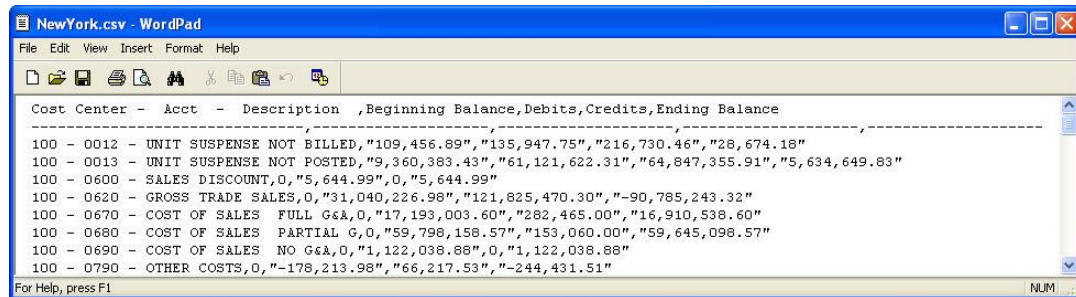 NewYork.csv - WordPad
File Edit View Insert Format Help
Cost Center - Acct - Description ,Beginning Balance,Debits,Credits,Ending Balance
-------------------------------,--------------------,--------------------,--------------------,--------------------
100 - 0012 - UNIT SUSPENSE NOT BILLED,"109,456.89","135,947.75","216,730.46","28,674.18"
100 - 0013 - UNIT SUSPENSE NOT POSTED,"9,360,383.43","61,121,622.31","64,847,355.91","5,634,649.83"
100 - 0600 - SALES DISCOUNT,0,"5,644.99",0,"5,644.99"
100 - 0620 - GROSS TRADE SALES,0,"31,040,226.98","121,825,470.30","-90,785,243.32"
100 - 0670 - COST OF SALES  FULL G&A,0,"17,193,003.60","282,465.00","16,910,538.60"
100 - 0680 - COST OF SALES  PARTIAL G,0,"59,798,158.57","153,060.00","59,645,098.57"
100 - 0690 - COST OF SALES  NO G&A,0,"1,122,038.88",0,"1,122,038.88"
100 - 0790 - OTHER COSTS,0,"-178,213.98","66,217.53","-244,431.51"
For Help, press F1
NUM